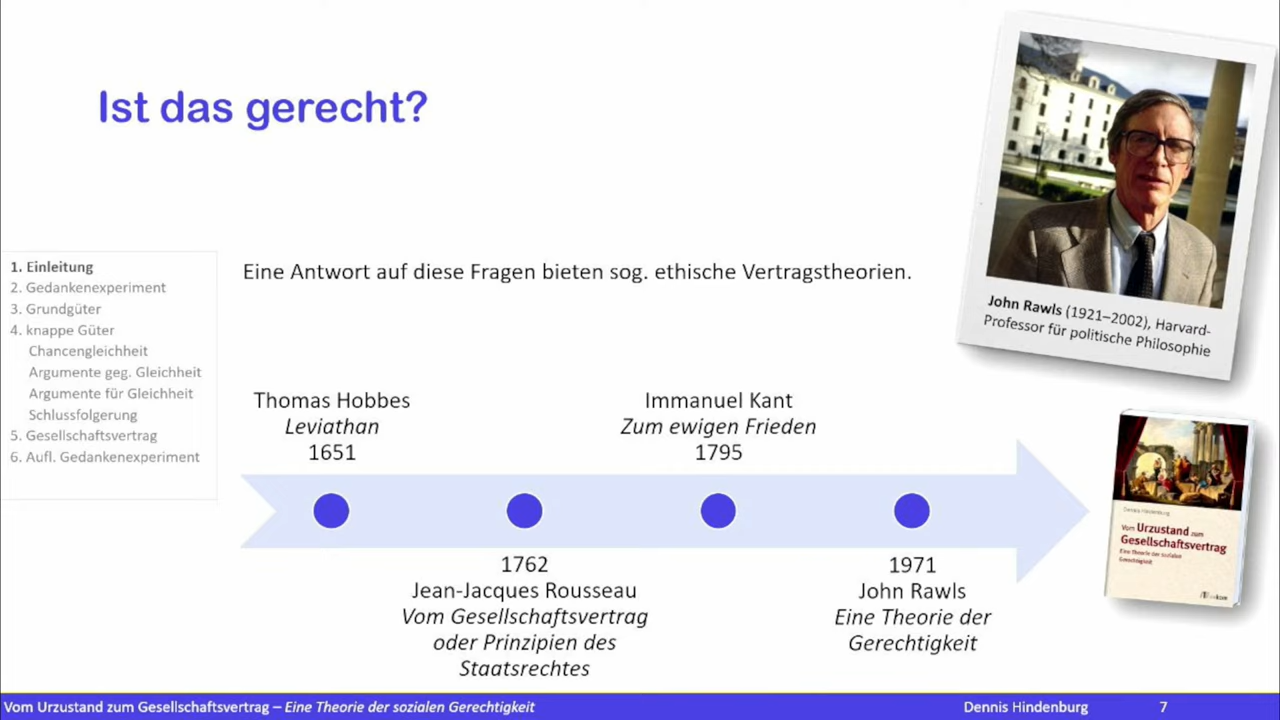 Ist das gerecht?
John Rawls (1921–2002), Harvard-
Professor für politische Philosophie
1. Einleitung
2. Gedankenexperiment
3. Grundgüter
4. knappe Güter
Chancengleichheit
Argumente geg. Gleichheit
Argumente für Gleichheit
Schlussfolgerung
5. Gesellschaftsvertrag
6. Aufl. Gedankenexperiment
Eine Antwort auf diese Fragen bieten sog. ethische Vertragstheorien.
Thomas Hobbes
Leviathan
1651
1762
Jean-Jacques Rousseau
Vom Gesellschaftsvertrag
oder Prinzipien des
Staatsrechtes
Immanuel Kant
Zum ewigen Frieden
1795
1971
John Rawls
Eine Theorie der
Gerechtigkeit
Dennis Hindenburg
Vom Urzustand zum
Gesellschaftsvertrag
Eine Theorie der sozialen
Gerechtigkeit
Vom Urzustand zum Gesellschaftsvertrag – Eine Theorie der sozialen Gerechtigkeit
Dennis Hindenburg
7